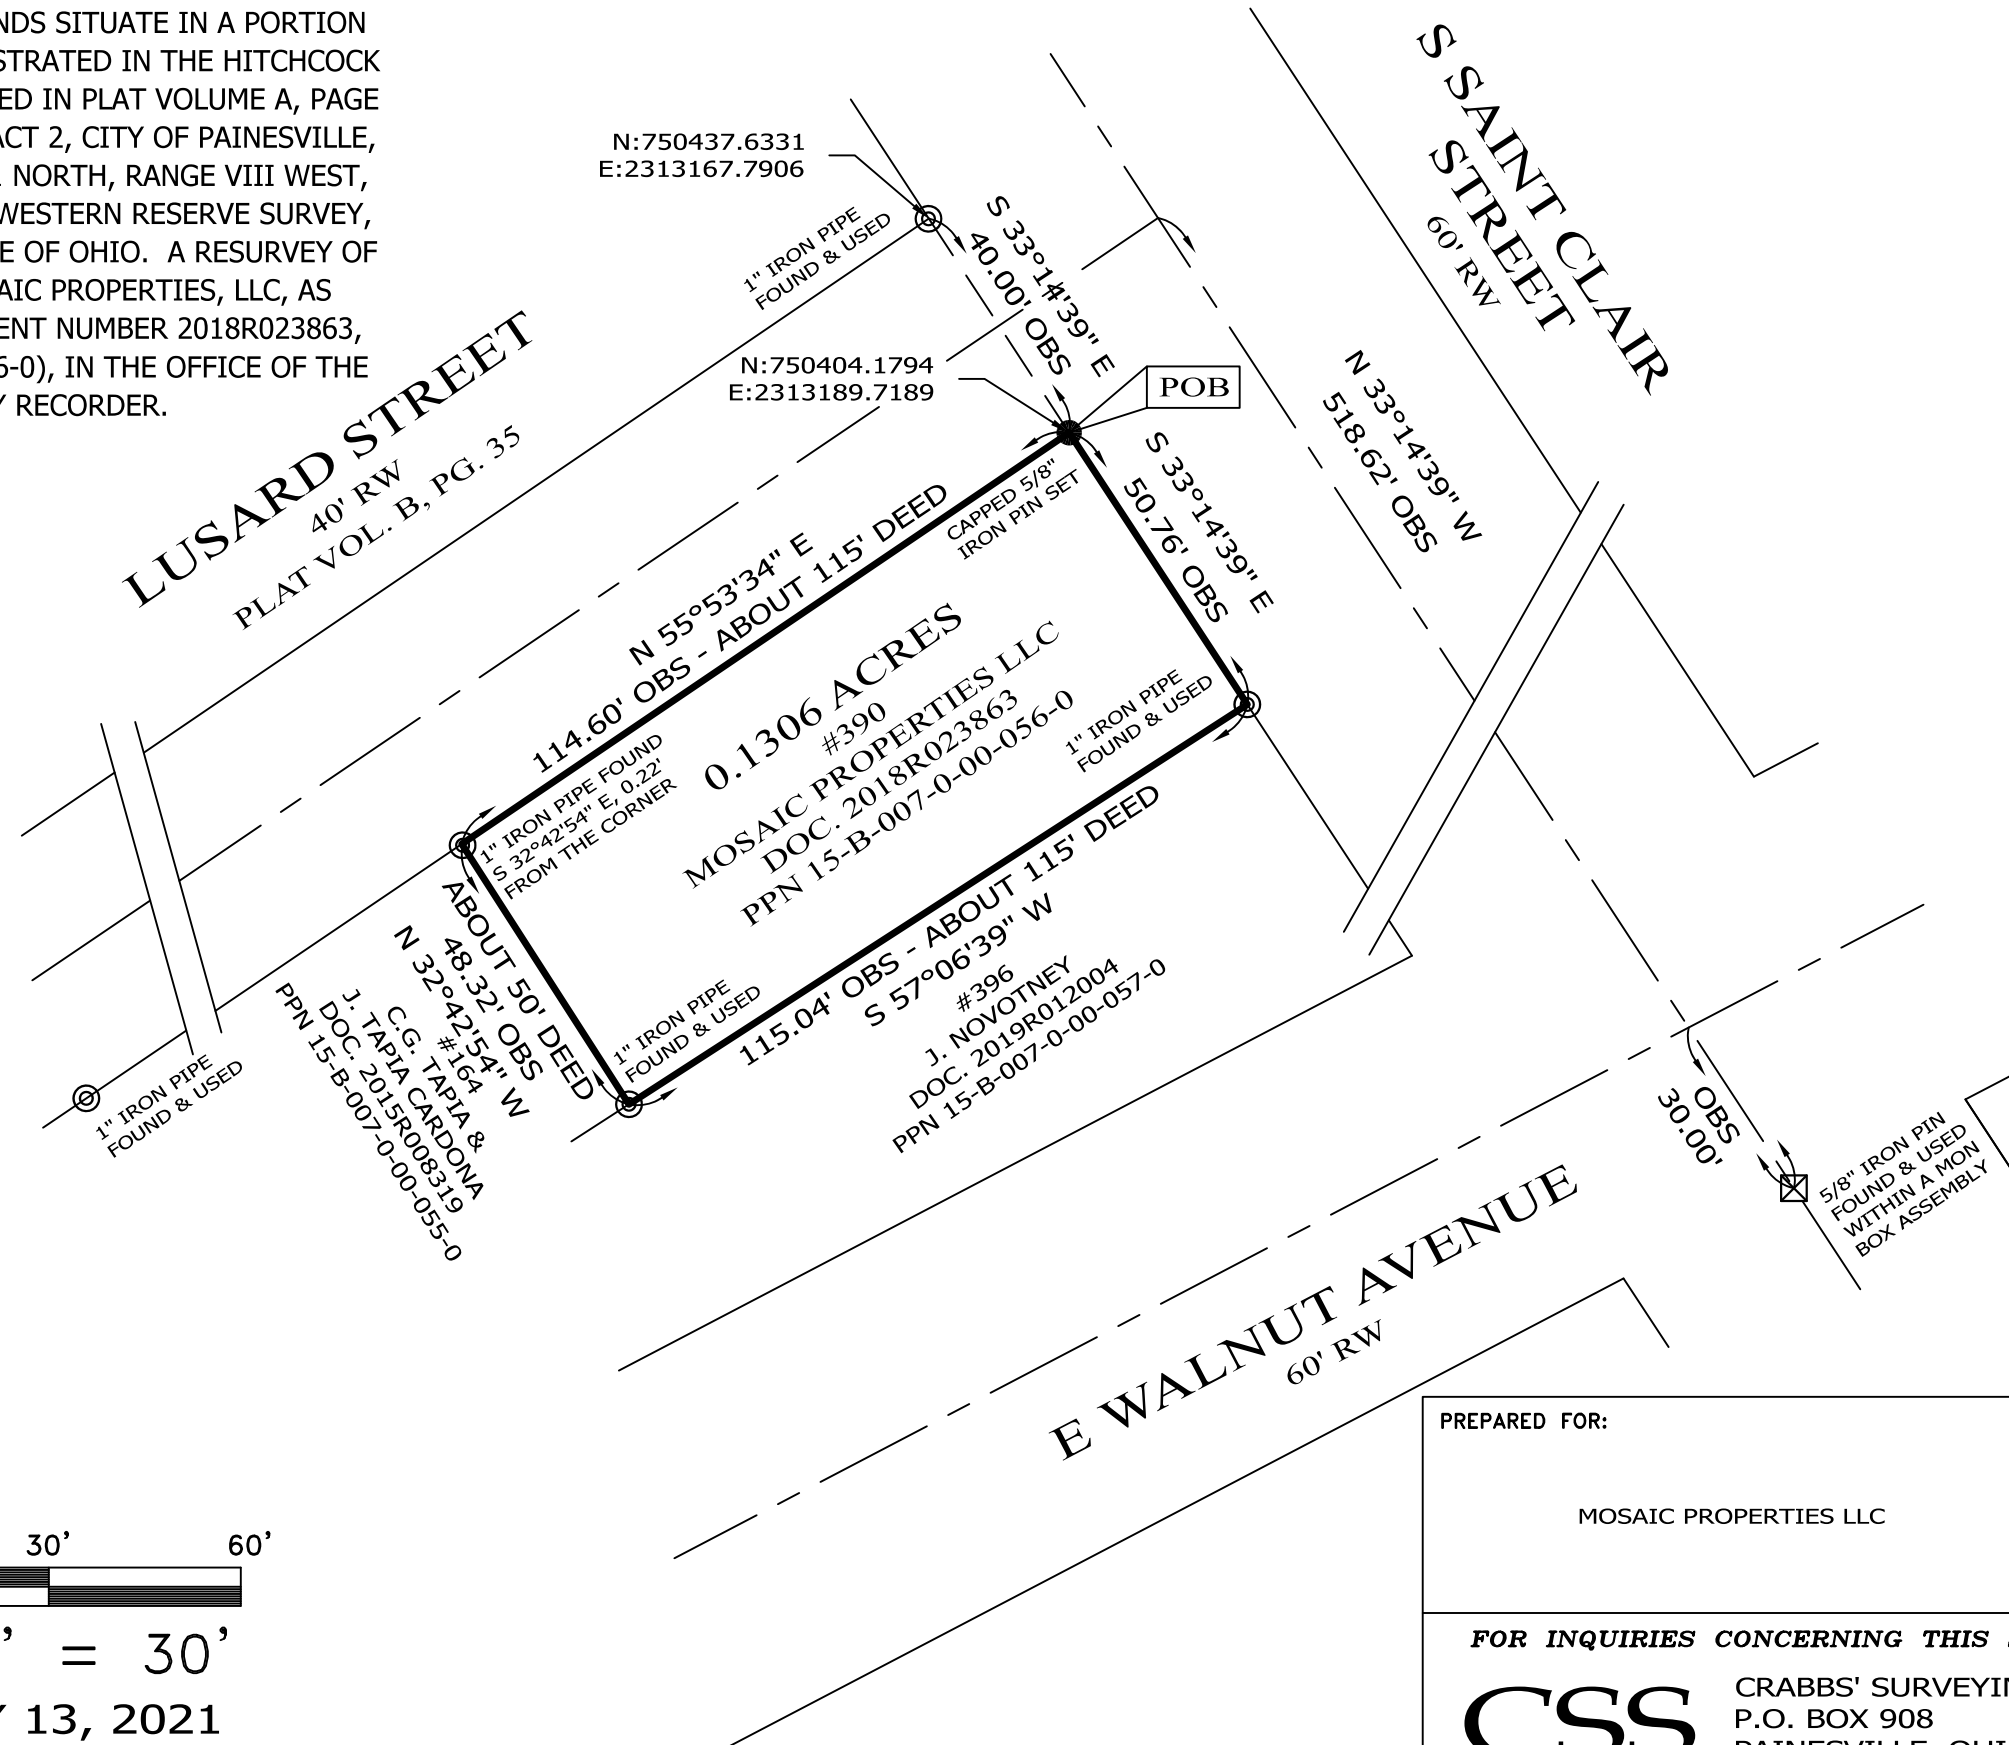 NDS SITUATE IN A PORTION
STRATED IN THE HITCHCOCK
ED IN PLAT VOLUME A, PAGE
ACT 2, CITY OF PAINESVILLE,
NORTH, RANGE VIII WEST,
WESTERN RESERVE SURVEY,
E OF OHIO.  A RESURVEY OF
AIC PROPERTIES, LLC, AS
ENT NUMBER 2018R023863,
6-0), IN THE OFFICE OF THE
Y RECORDER.
N:750437.6331
E:2313167.7906
1" IRON PIPE
FOUND & USED
S 33°14'39" E
40.00' OBS
S SAINT CLAIR
STREET
60' RW
N:750404.1794
E:2313189.7189
POB
N 33°14'39" W
518.62' OBS
LUSARD STREET
40' RW
PLAT VOL. B, PG. 35
CAPPED 5/8"
IRON PIN SET
S 33°14'39" E
50.76' OBS
N 55°53'34" E
114.60' OBS - ABOUT 115' DEED
0.1306 ACRES
#390
MOSAIC PROPERTIES LLC
DOC. 2018R023863
PPN 15-B-007-0-00-056-0
1" IRON PIPE
FOUND & USED
1" IRON PIPE FOUND
S 32°42'54" E, 0.22'
FROM THE CORNER
ABOUT 50' DEED
48.32' OBS
N 32°42'54" W
#164
C.G. TAPIA &
J. TAPIA CARDONA
DOC. 2015R008319
PPN 15-B-007-0-00-055-0
1" IRON PIPE
FOUND & USED
1" IRON PIPE
FOUND & USED
115.04' OBS - ABOUT 115' DEED
S 57°06'39" W
#396
J. NOVOTNEY
DOC. 2019R012004
PPN 15-B-007-0-00-057-0
OBS
30.00'
5/8" IRON PIN
FOUND & USED
WITHIN A MON
BOX ASSEMBLY
E WALNUT AVENUE
60' RW
30' 60'
' = 30'
Y 13, 2021
PREPARED FOR:
MOSAIC PROPERTIES LLC
FOR INQUIRIES CONCERNING THIS
CSS
CRABBS' SURVEYIN
P.O. BOX 908
PAINESVILLE, OHI